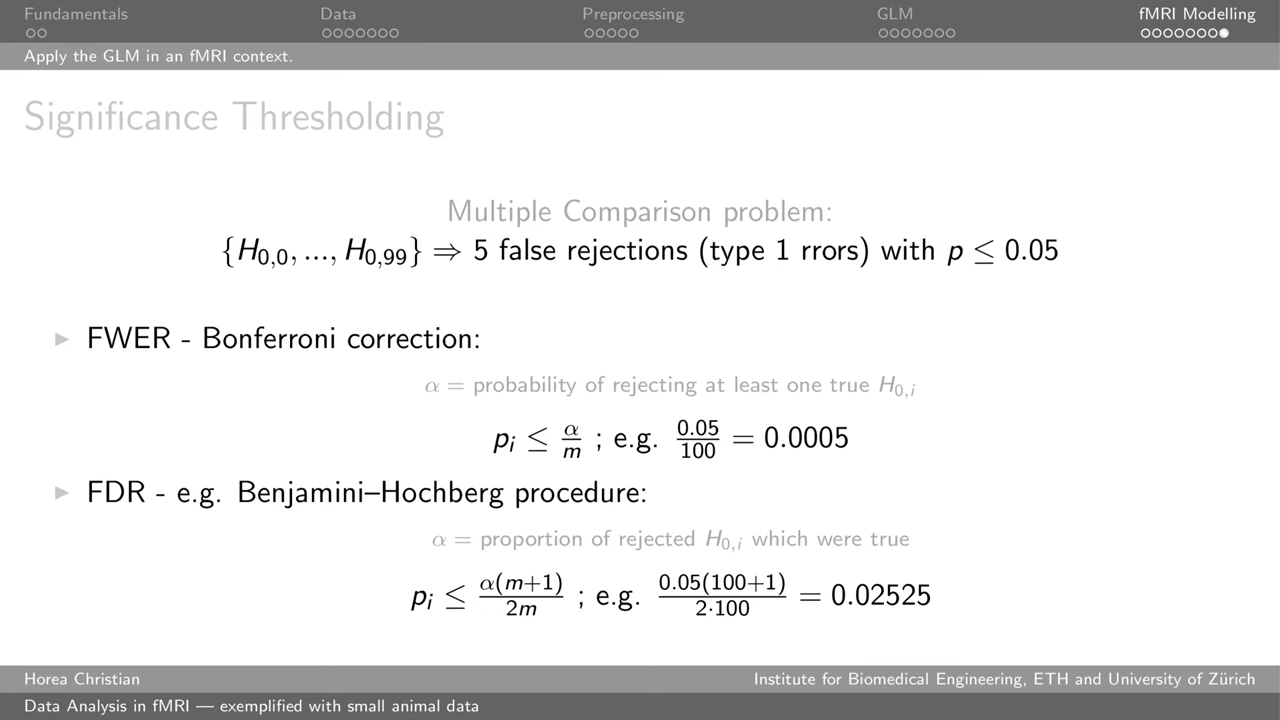 Fundamentals Data Preprocessing GLM fMRI Modelling
Apply the GLM in an fMRI context.
Significance Thresholding
Multiple Comparison problem:
{H₀,₀, ..., H₀,₉₉} ⇒ 5 false rejections (type 1 rrors) with p ≤ 0.05
▶ FWER - Bonferroni correction:
α = probability of rejecting at least one true H₀,ᵢ
pᵢ ≤ α/m ; e.g. 0.05/100 = 0.0005
▶ FDR - e.g. Benjamini–Hochberg procedure:
α = proportion of rejected H₀,ᵢ which were true
pᵢ ≤ α(m+1)/2m ; e.g. 0.05(100+1)/2·100 = 0.02525
Horea Christian Institute for Biomedical Engineering, ETH and University of Zürich
Data Analysis in fMRI — exemplified with small animal data